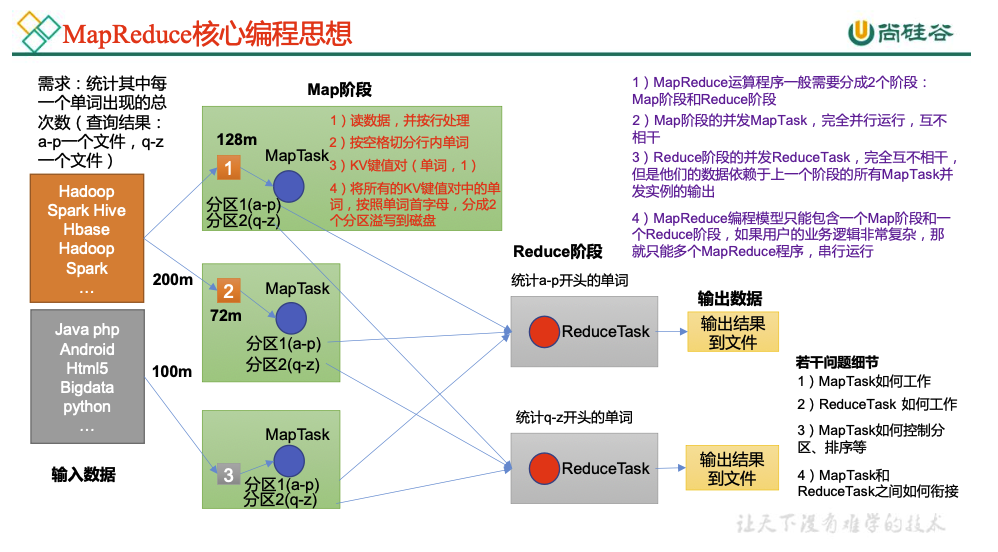 MapReduce核心编程思想
尚硅谷
需求：统计其中每
一个单词出现的总
次数（查询结果：
a-p一个文件，q-z
一个文件）
Hadoop
Spark Hive
Hbase
Hadoop
Spark
…
Java php
Android
Html5
Bigdata
python
…
输入数据
200m
100m
Map阶段
128m
1
MapTask
分区1(a-p)
分区2(q-z)
1）读数据，并按行处理
2）按空格切分行内单词
3）KV键值对（单词，1）
4）将所有的KV键值对中的单
词，按照单词首字母，分成2
个分区溢写到磁盘
2
72m
MapTask
分区1(a-p)
分区2(q-z)
3
MapTask
分区1(a-p)
分区2(q-z)
Reduce阶段
统计a-p开头的单词
ReduceTask
统计q-z开头的单词
ReduceTask
输出数据
输出结果
到文件
输出结果
到文件
1）MapReduce运算程序一般需要分成2个阶段：
Map阶段和Reduce阶段
2）Map阶段的并发MapTask，完全并行运行，互不
相干
3）Reduce阶段的并发ReduceTask，完全互不相干，
但是他们的数据依赖于上一个阶段的所有MapTask并
发实例的输出
4）MapReduce编程模型只能包含一个Map阶段和一
个Reduce阶段，如果用户的业务逻辑非常复杂，那
就只能多个MapReduce程序，串行运行
若干问题细节
1）MapTask如何工作
2）ReduceTask 如何工作
3）MapTask如何控制分
区、排序等
4）MapTask和
ReduceTask之间如何衔接
让天下没有难学的技术